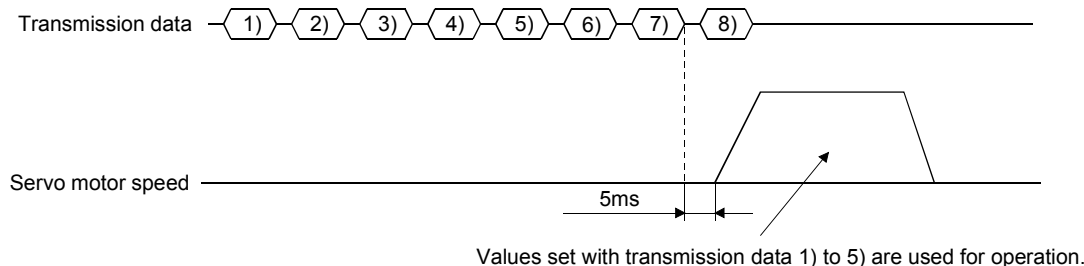 Transmission data 1) 2) 3) 4) 5) 6) 7) 8)
Servo motor speed
5ms
Values set with transmission data 1) to 5) are used for operation.